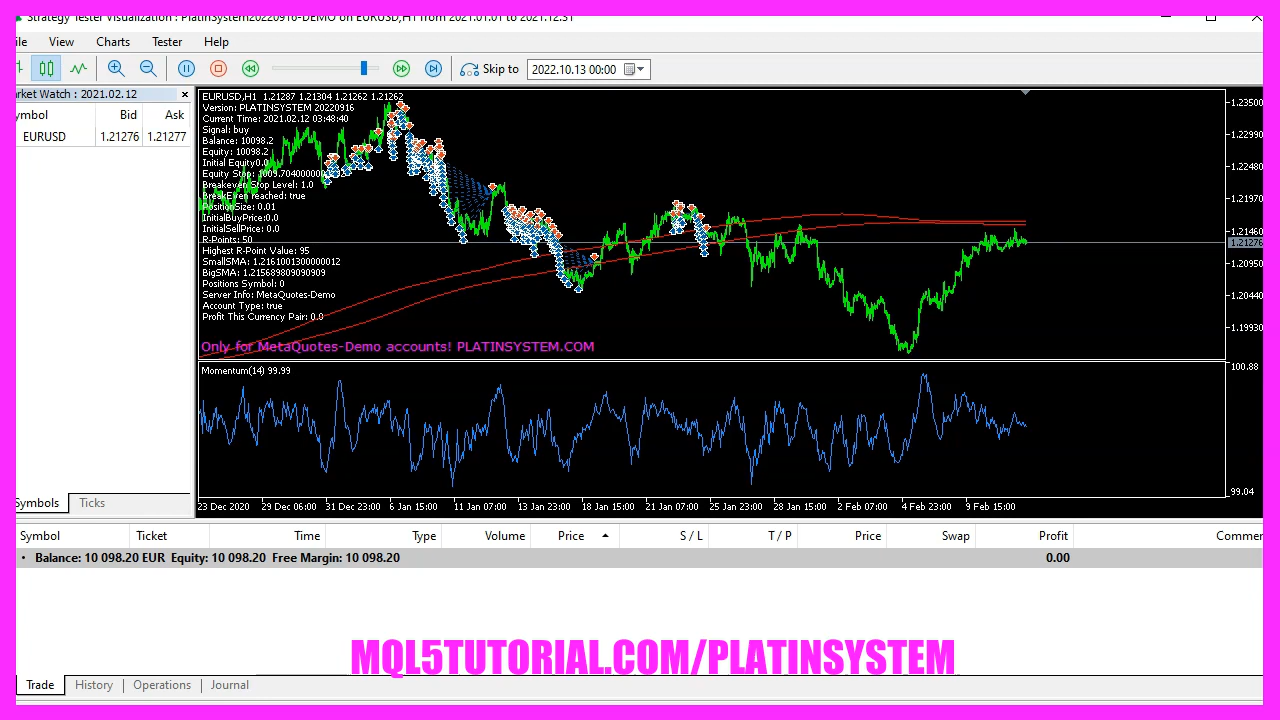 Strategy Tester Visualization : PlatinSystem20220916-DEMO on EURUSD,H1 from 2021.01.01 to 2021.12.31
ile View Charts Tester Help
Skip to 2022.10.13 00:00
arket Watch : 2021.02.12
ymbol Bid Ask
EURUSD 1.21276 1.21277
EURUSD,H1 1.21287 1.21304 1.21262 1.21262
Version: PLATINSYSTEM 20220916
Current Time: 2021.02.12 03:48:40
Signal: buy
Balance: 10098.2
Equity: 10098.2
Initial Equity0.0
Equity Stop:
Breakeven Stop Level: 1.0
BreakEven reached: true
PositionSize: 0.01
InitialBuyPrice:0.0
InitialSellPrice:0.0
R-Points: 50
Highest R-Point Value: 95
SmallSMA: 1.216100130000012
BigSMA: 1.215689809090909
Positions Symbol: 0
Server Info: MetaQuotes-Demo
Account Type: true
Profit This Currency Pair: 0.0
Only for MetaQuotes-Demo accounts! PLATINSYSTEM.COM
1.23500
1.22990
1.22480
1.21970
1.21460
1.21276
1.20950
1.20440
1.19930
Momentum(14) 99.99
100.88
99.04
23 Dec 2020 29 Dec 06:00 31 Dec 23:00 6 Jan 15:00 11 Jan 07:00 13 Jan 23:00 18 Jan 15:00 21 Jan 07:00 25 Jan 23:00 28 Jan 15:00 2 Feb 07:00 4 Feb 23:00 9 Feb 15:00
Symbols Ticks
Symbol Ticket Time Type Volume Price S / L T / P Price Swap Profit Commer
• Balance: 10 098.20 EUR Equity: 10 098.20 Free Margin: 10 098.20 0.00
MQL5TUTORIAL.COM/PLATINSYSTEM
Trade History Operations Journal